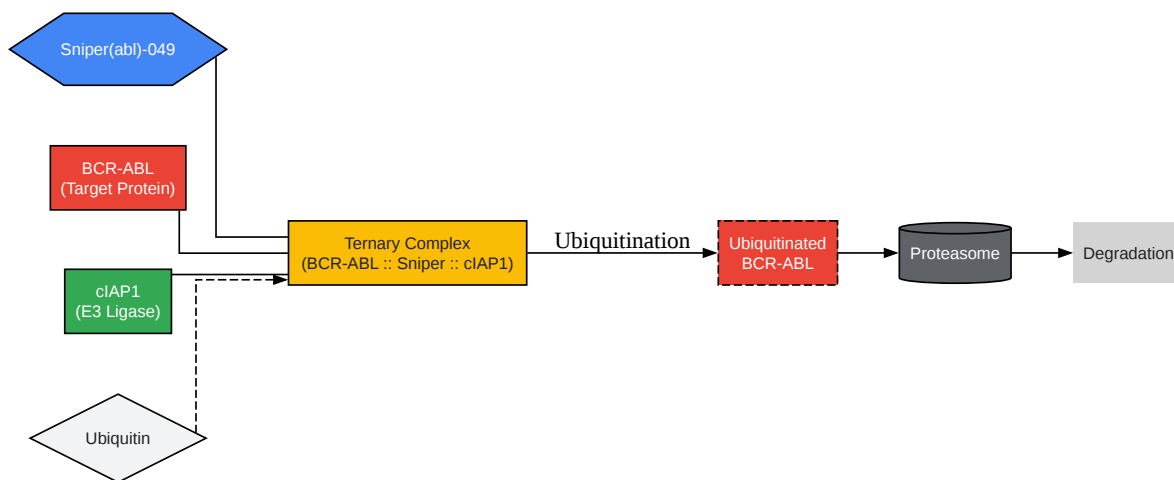 Sniper(abl)-049
BCR-ABL
(Target Protein)
cIAP1
(E3 Ligase)
Ubiquitin
Ternary Complex
(BCR-ABL :: Sniper :: cIAP1)
Ubiquitination
Ubiquitinated
BCR-ABL
Proteasome
Degradation